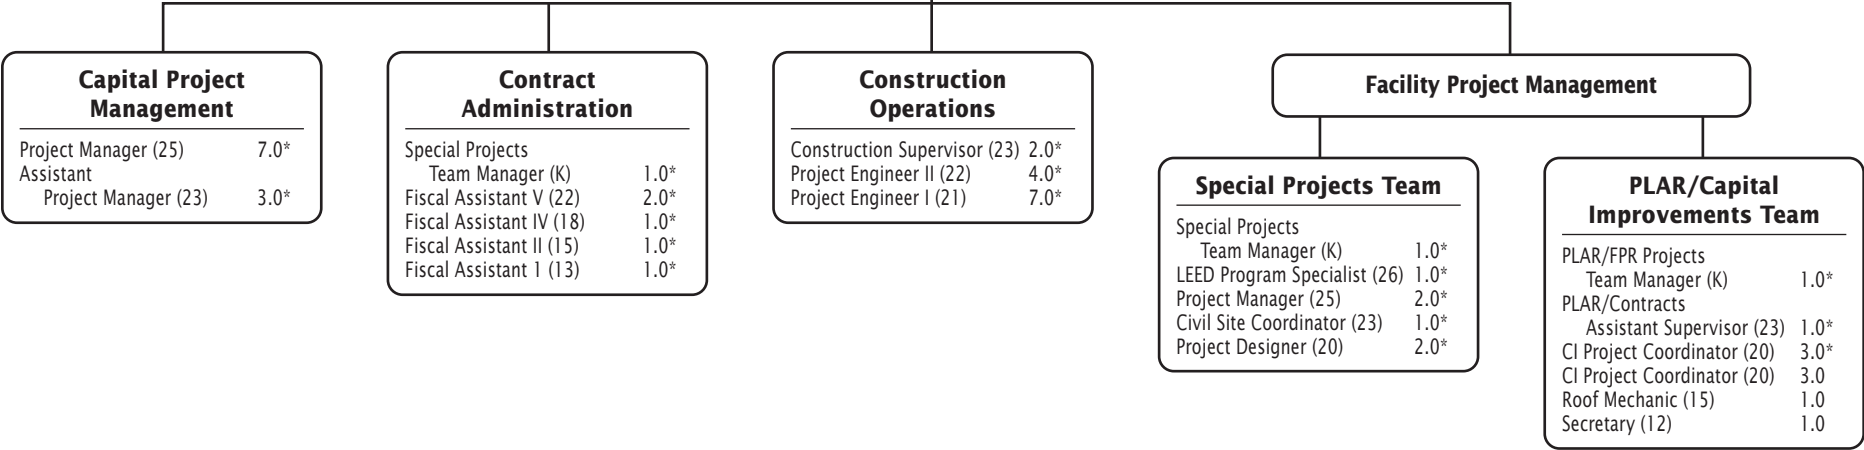 Capital Project
Management
Project Manager (25) 7.0*
Assistant
Project Manager (23) 3.0*
Contract
Administration
Special Projects
Team Manager (K) 1.0*
Fiscal Assistant V (22) 2.0*
Fiscal Assistant IV (18) 1.0*
Fiscal Assistant II (15) 1.0*
Fiscal Assistant 1 (13) 1.0*
Construction
Operations
Construction Supervisor (23) 2.0*
Project Engineer II (22) 4.0*
Project Engineer I (21) 7.0*
Facility Project Management
Special Projects Team
Special Projects
Team Manager (K) 1.0*
LEED Program Specialist (26) 1.0*
Project Manager (25) 2.0*
Civil Site Coordinator (23) 1.0*
Project Designer (20) 2.0*
PLAR/Capital
Improvements Team
PLAR/FPR Projects
Team Manager (K) 1.0*
PLAR/Contracts
Assistant Supervisor (23) 1.0*
CI Project Coordinator (20) 3.0*
CI Project Coordinator (20) 3.0
Roof Mechanic (15) 1.0
Secretary (12) 1.0